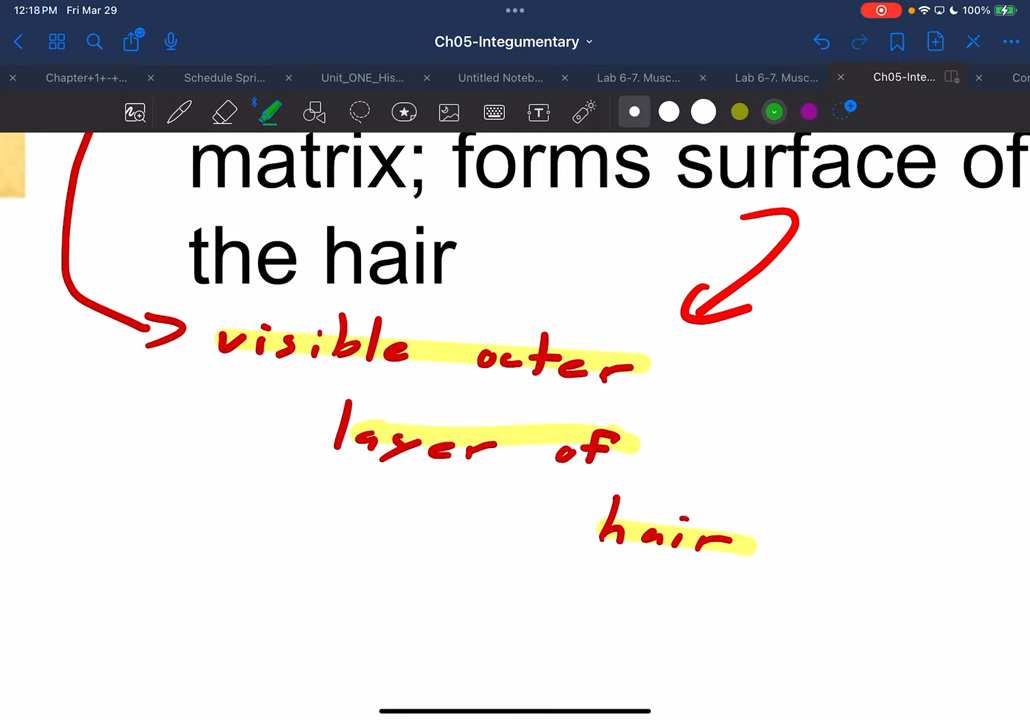 12:18 PM Fri Mar 29
100%
Ch05-Integumentary
Chapter+1+-+...
Schedule Spri...
Unit_ONE_His...
Untitled Noteb...
Lab 6-7. Musc...
Lab 6-7. Musc...
Ch05-Inte...
Cor
matrix; forms surface of
the hair
visible outer
layer of
hair